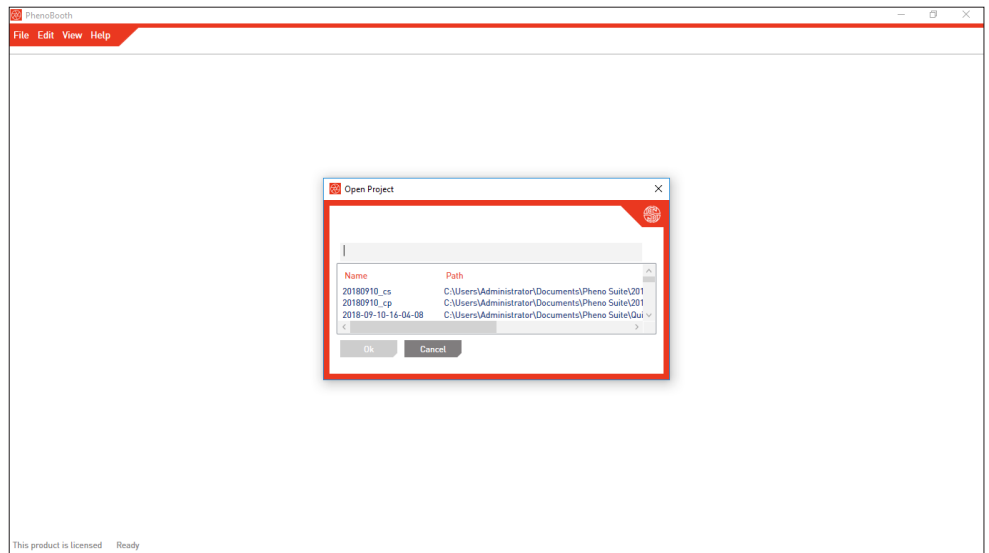 PhenoBooth
File Edit View Help
Open Project
Name Path
20180910_cs C:\Users\Administrator\Documents\Pheno Suite\201
20180910_cp C:\Users\Administrator\Documents\Pheno Suite\201
2018-09-10-16-04-08 C:\Users\Administrator\Documents\Pheno Suite\Qui
Ok Cancel
This product is licensed Ready